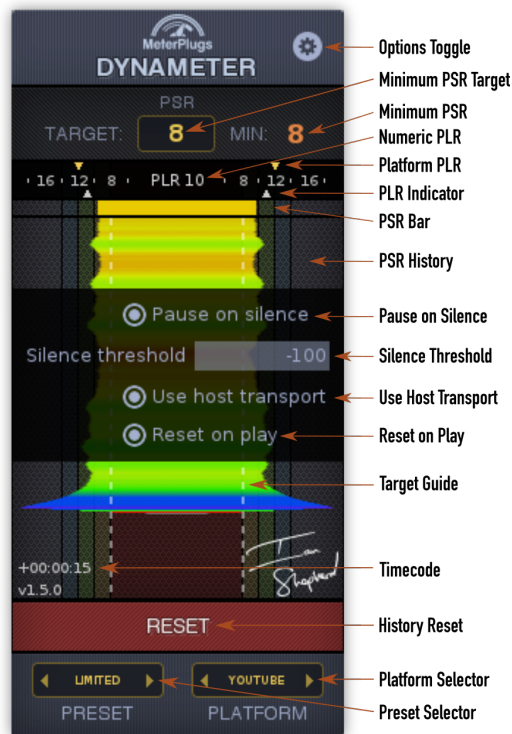 MeterPlugs
DYNAMETER
Options Toggle
PSR
Minimum PSR Target
TARGET: 8 MIN: 8
Minimum PSR
Numeric PLR
Platform PLR
16 12 8 PLR 10 8 12 16
PLR Indicator
PSR Bar
PSR History
Pause on silence
Pause on Silence
Silence threshold -100
Silence Threshold
Use host transport
Use Host Transport
Reset on play
Reset on Play
Target Guide
Ian
Shepherd
+00:00:15
Timecode
v1.5.0
RESET
History Reset
LIMITED YOUTUBE
Platform Selector
PRESET PLATFORM
Preset Selector